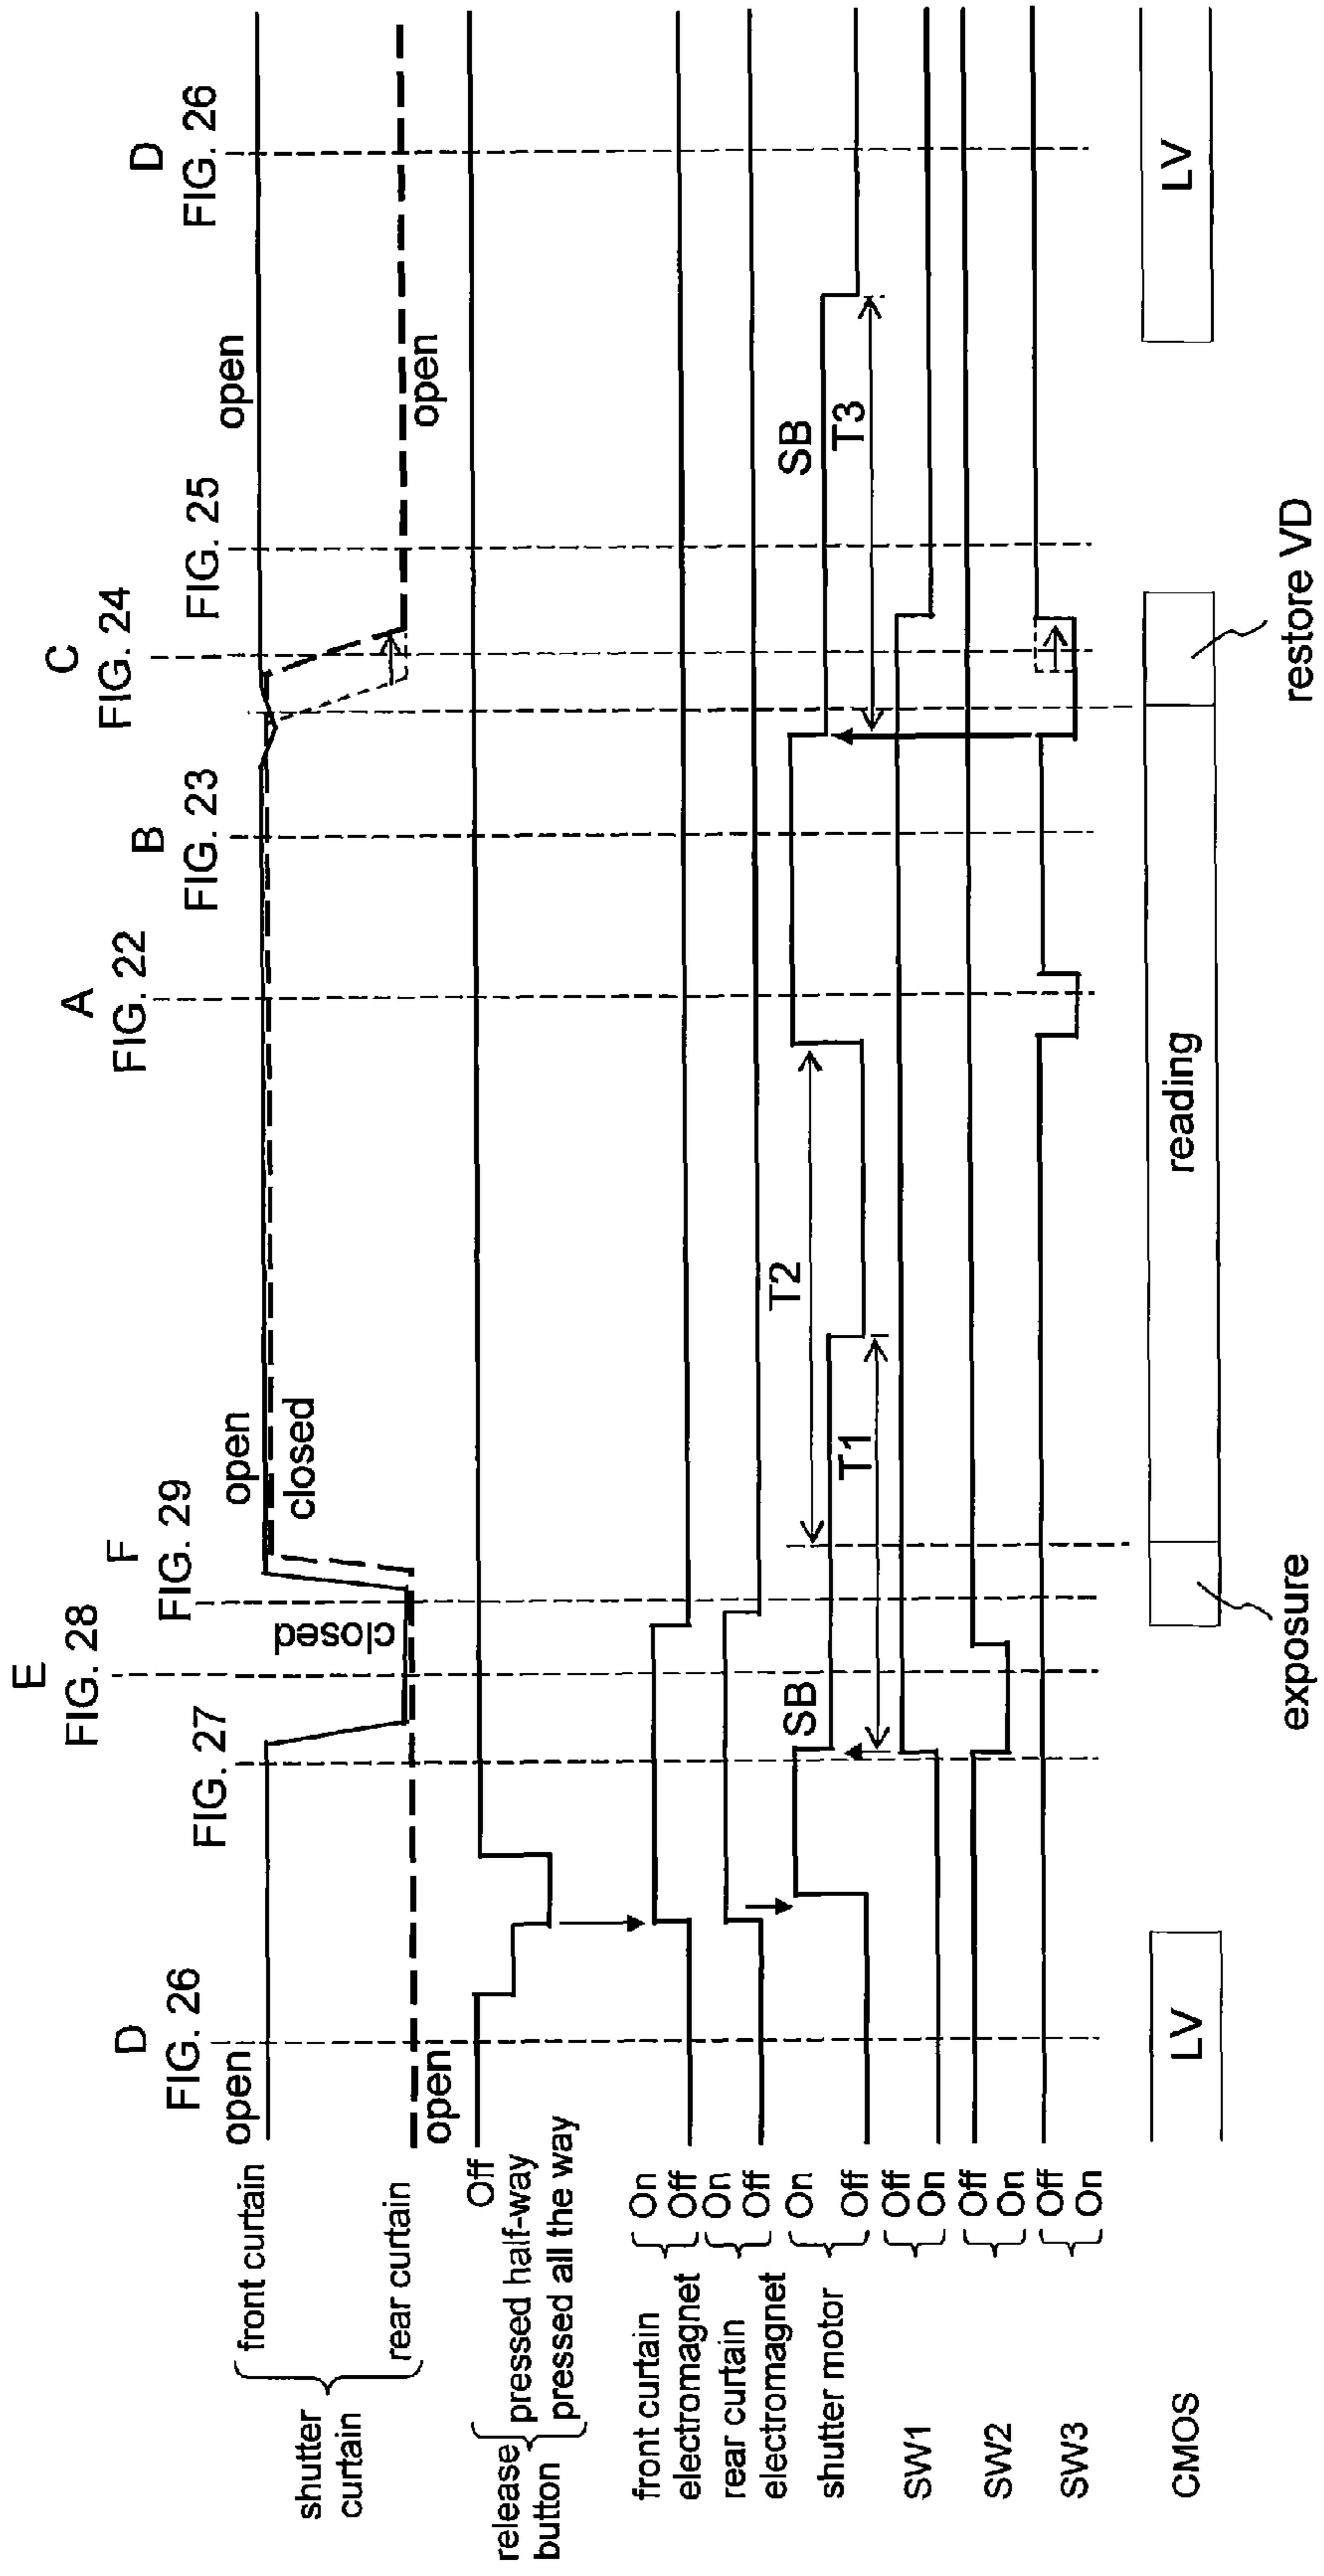 D
FIG. 26
E
FIG. 28
F
FIG. 29
FIG. 27
A
FIG. 22
B
FIG. 23
C
FIG. 24
FIG. 25
D
FIG. 26
shutter
curtain
front curtain
open
closed
open
closed
open
rear curtain
open
open
release
button
Off
pressed half-way
pressed all the way
front curtain
electromagnet
On
Off
rear curtain
electromagnet
On
Off
shutter motor
On
Off
SB
T1
T2
SB
T3
SW1
Off
On
SW2
Off
On
SW3
Off
On
CMOS
LV
reading
LV
exposure
restore VD